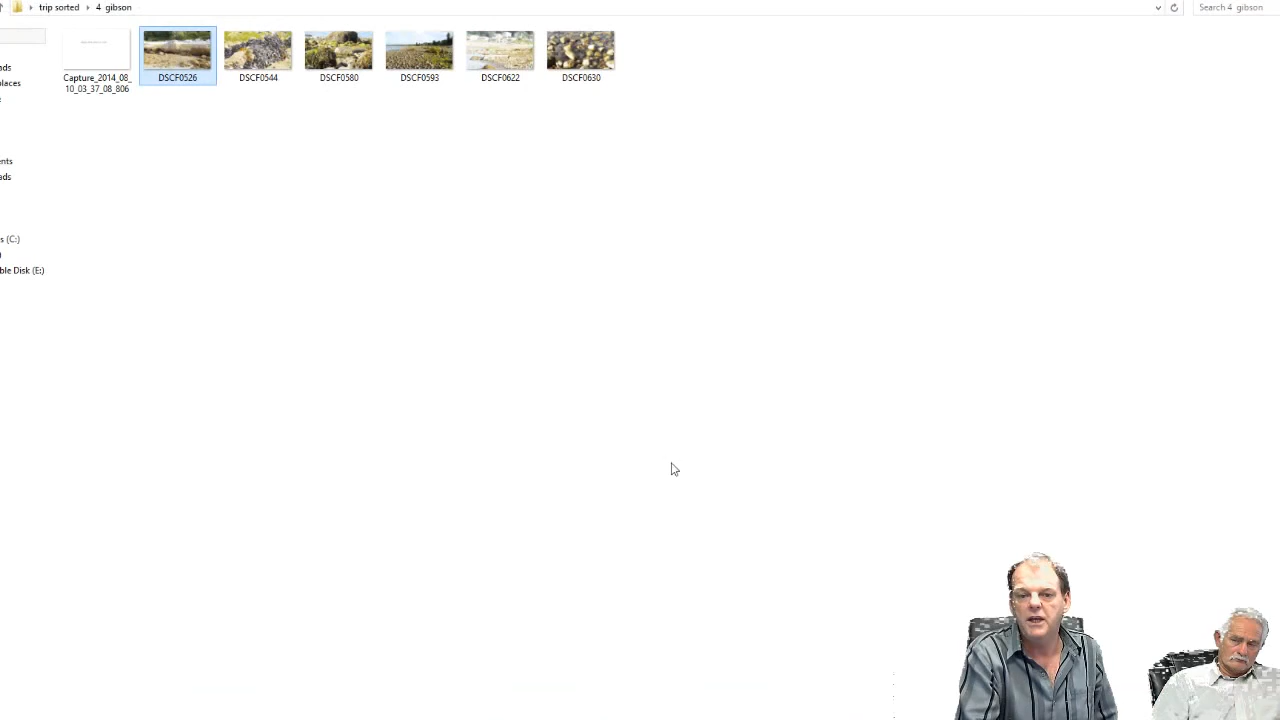 trip sorted
4 gibson
Search 4 gibson
ads
places
ents
ads
s (C:)
ble Disk (E:)
Capture_2014_08_
10_03_37_08_806
DSCF0526
DSCF0544
DSCF0580
DSCF0593
DSCF0622
DSCF0630